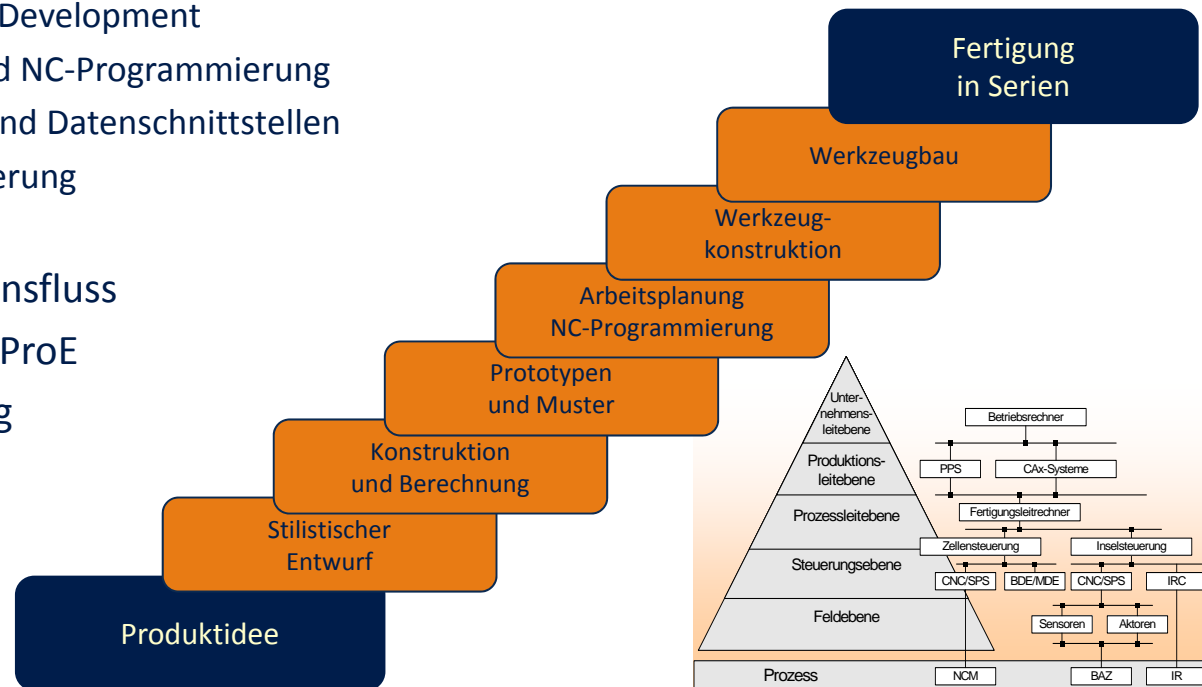 Development
d NC-Programmierung
nd Datenschnittstellen
erung
nsfluss
ProE
g
Fertigung
in Serien
Werkzeugbau
Werkzeug-
konstruktion
Arbeitsplanung
NC-Programmierung
Prototypen
und Muster
Konstruktion
und Berechnung
Stilistischer
Entwurf
Produktidee
Unter-
nehmens-
leitebene
Produktions-
leitebene
Prozessleitebene
Steuerungsebene
Feldebene
Prozess
Betriebsrechner
PPS
CAx-Systeme
Fertigungsleitrechner
Zellensteuerung
Inselsteuerung
CNC/SPS
BDE/MDE
CNC/SPS
IRC
Sensoren
Aktoren
NCM
BAZ
IR